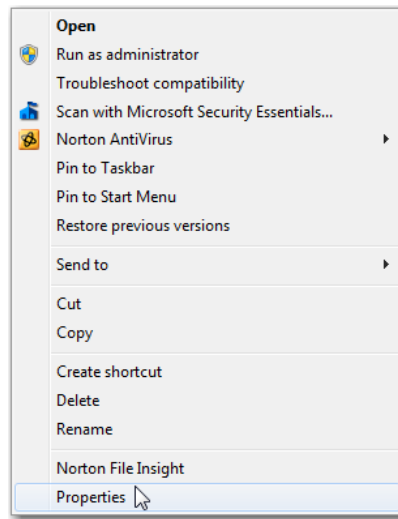 Open
Run as administrator
Troubleshoot compatibility
Scan with Microsoft Security Essentials...
Norton AntiVirus
Pin to Taskbar
Pin to Start Menu
Restore previous versions
Send to
Cut
Copy
Create shortcut
Delete
Rename
Norton File Insight
Properties